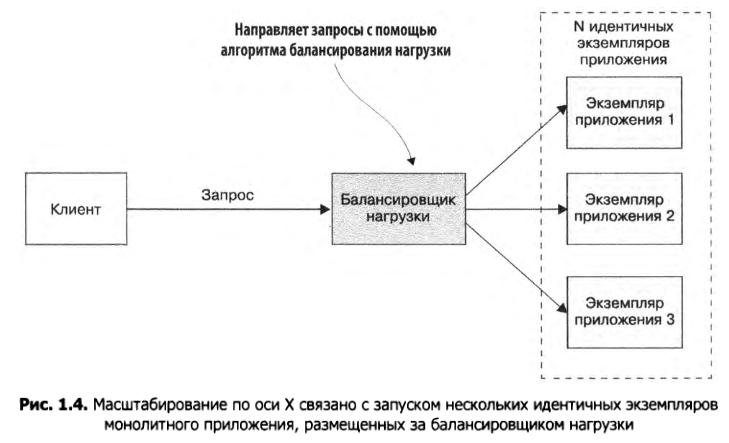 Направляет запросы с помощью
алгоритма балансирования нагрузки
N идентичных
экземпляров
приложения
Экземпляр
приложения 1
Клиент
Запрос
Балансировщик
нагрузки
Экземпляр
приложения 2
Экземпляр
приложения 3
Рис. 1.4. Масштабирование по оси X связано с запуском нескольких идентичных экземпляров
монолитного приложения, размещенных за балансировщиком нагрузки